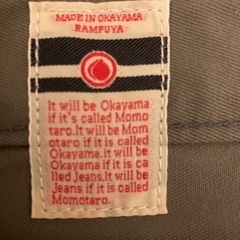 MADE IN OKAYAMA
RAMPUYA
It will be Okayama
if it's called Momo-
taro.It will be Mom
otaro if it is called
Okayama.it will be
Okayama if it is ca
lled Jeans.It will be
Jeans if it is called
Momotaro.